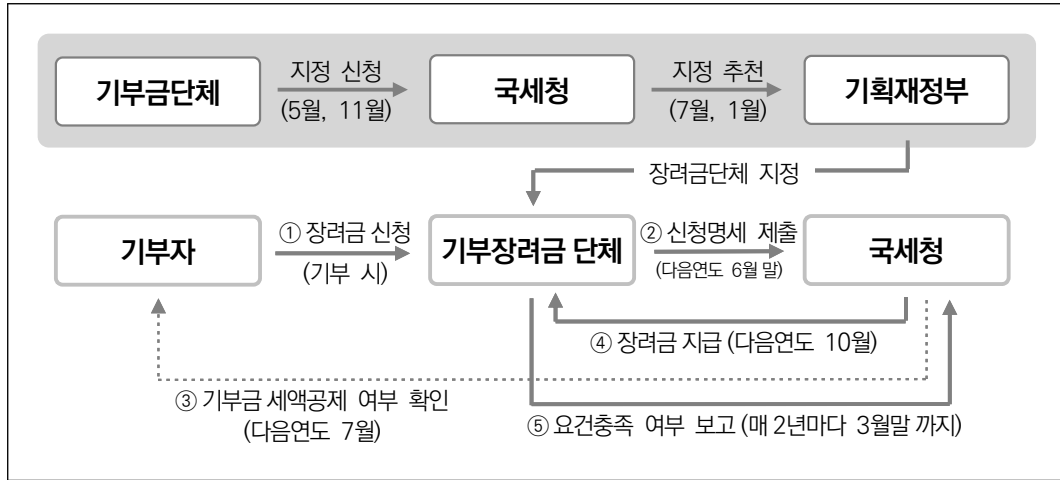 기부금단체
지정 신청
(5월, 11월)
국세청
지정 추천
(7월, 1월)
기획재정부
장려금단체 지정
기부자
① 장려금 신청
(기부 시)
기부장려금 단체
② 신청명세 제출
(다음연도 6월 말)
국세청
④ 장려금 지급 (다음연도 10월)
③ 기부금 세액공제 여부 확인
(다음연도 7월)
⑤ 요건충족 여부 보고 (매 2년마다 3월말 까지)